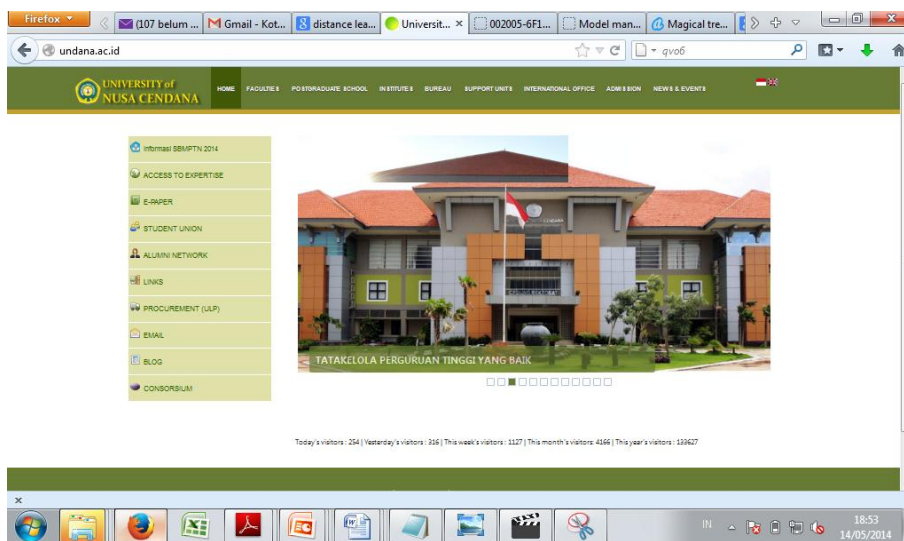 Firefox
(107 belum ...
Gmail - Kot...
distance lea...
Universit...
002005-6F1...
Model man...
Magical tre...
undana.ac.id
qvo6
UNIVERSITY of
NUSA CENDANA
HOME FACULTIES POSTGRADUATE SCHOOL INSTITUTES BUREAU SUPPORT UNITS INTERNATIONAL OFFICE ADMISSION NEWS & EVENTS
Informasi SBMPTN 2014
ACCESS TO EXPERTISE
E-PAPER
STUDENT UNION
ALUMNI NETWORK
LINKS
PROCUREMENT (ULP)
EMAIL
BLOG
CONSORSIUM
TATAKELOLA PERGURUAN TINGGI YANG BAIK
Today's visitors : 254 | Yesterday's visitors : 316 | This week's visitors : 1127 | This month's visitors: 4166 | This year's visitors : 133627
IN
18:53
14/05/2014